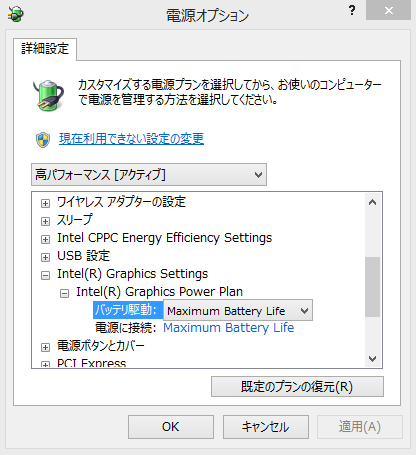 電源オプション
?
詳細設定
カスタマイズする電源プランを選択してから、お使いのコンピューター
で電源を管理する方法を選択してください。
現在利用できない設定の変更
高パフォーマンス [アクティブ]
ワイヤレス アダプターの設定
スリープ
Intel CPPC Energy Efficiency Settings
USB 設定
Intel(R) Graphics Settings
Intel(R) Graphics Power Plan
バッテリ駆動: Maximum Battery Life
電源に接続: Maximum Battery Life
電源ボタンとカバー
PCI Express
既定のプランの復元(R)
OK
キャンセル
適用(A)